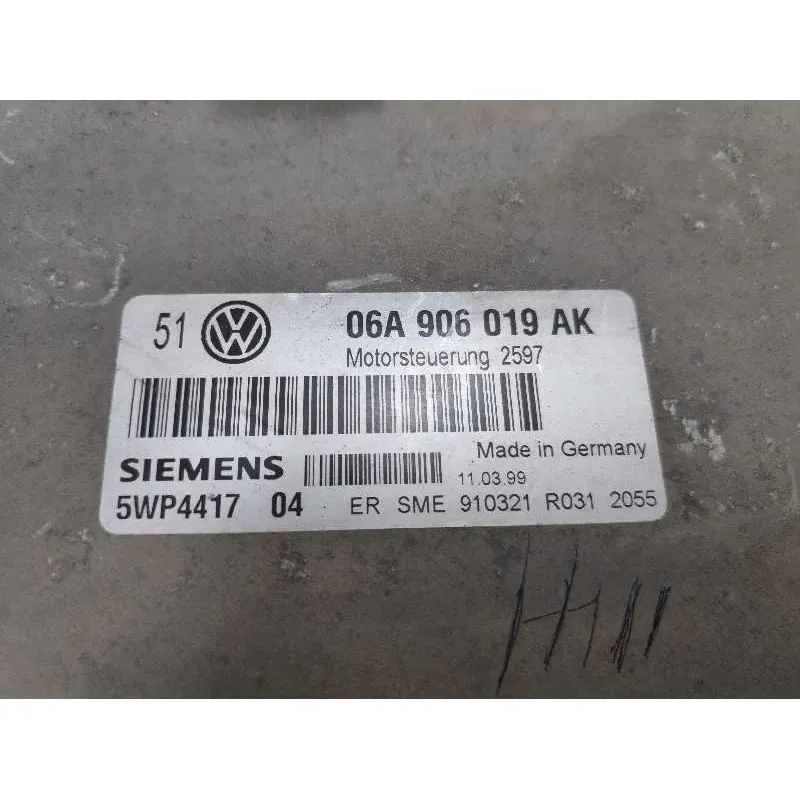 51 VW 06A 906 019 AK
Motorsteuerung 2597
Made in Germany
SIEMENS 11.03.99
5WP4417 04 ER SME 910321 R031 2055